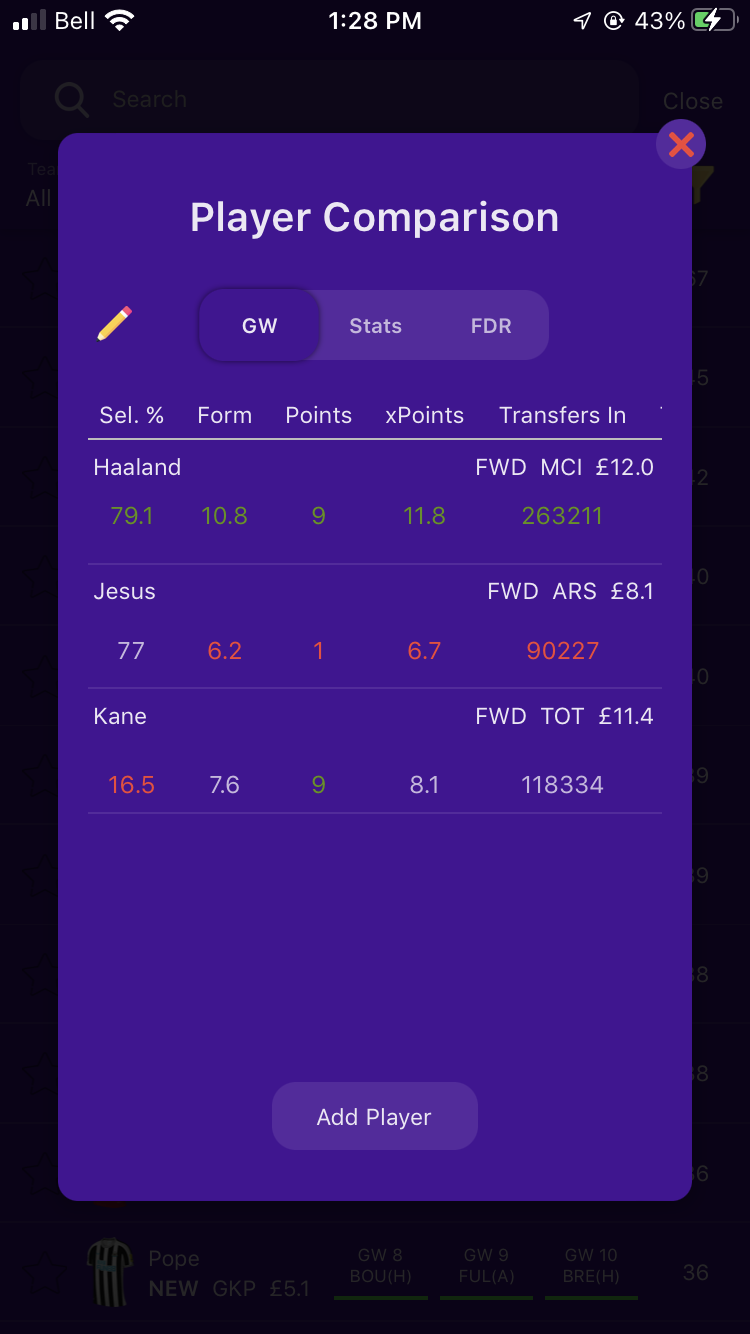 Bell 1:28 PM 43%
Search
Close
Tea
All
Player Comparison
GW Stats FDR
Sel. % Form Points xPoints Transfers In
Haaland FWD MCI £12.0
79.1 10.8 9 11.8 263211
Jesus FWD ARS £8.1
77 6.2 1 6.7 90227
Kane FWD TOT £11.4
16.5 7.6 9 8.1 118334
Add Player
Pope
NEW GKP £5.1
GW 8 GW 9 GW 10
BOU(H) FUL(A) BRE(H)
36